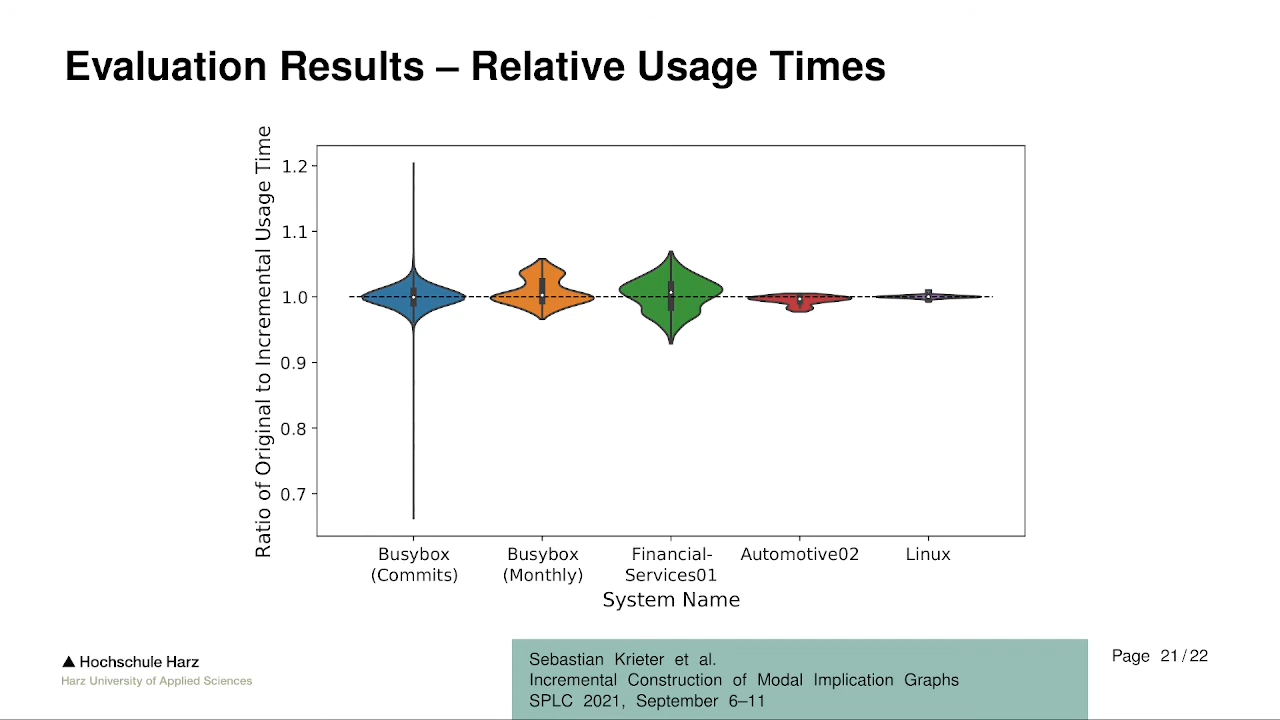 Evaluation Results – Relative Usage Times
Ratio of Original to Incremental Usage Time
1.2
1.1
1.0
0.9
0.8
0.7
Busybox
(Commits)
Busybox
(Monthly)
Financial-
Services01
Automotive02
Linux
System Name
Hochschule Harz
Harz University of Applied Sciences
Sebastian Krieter et al.
Incremental Construction of Modal Implication Graphs
SPLC 2021, September 6–11
Page 21/22